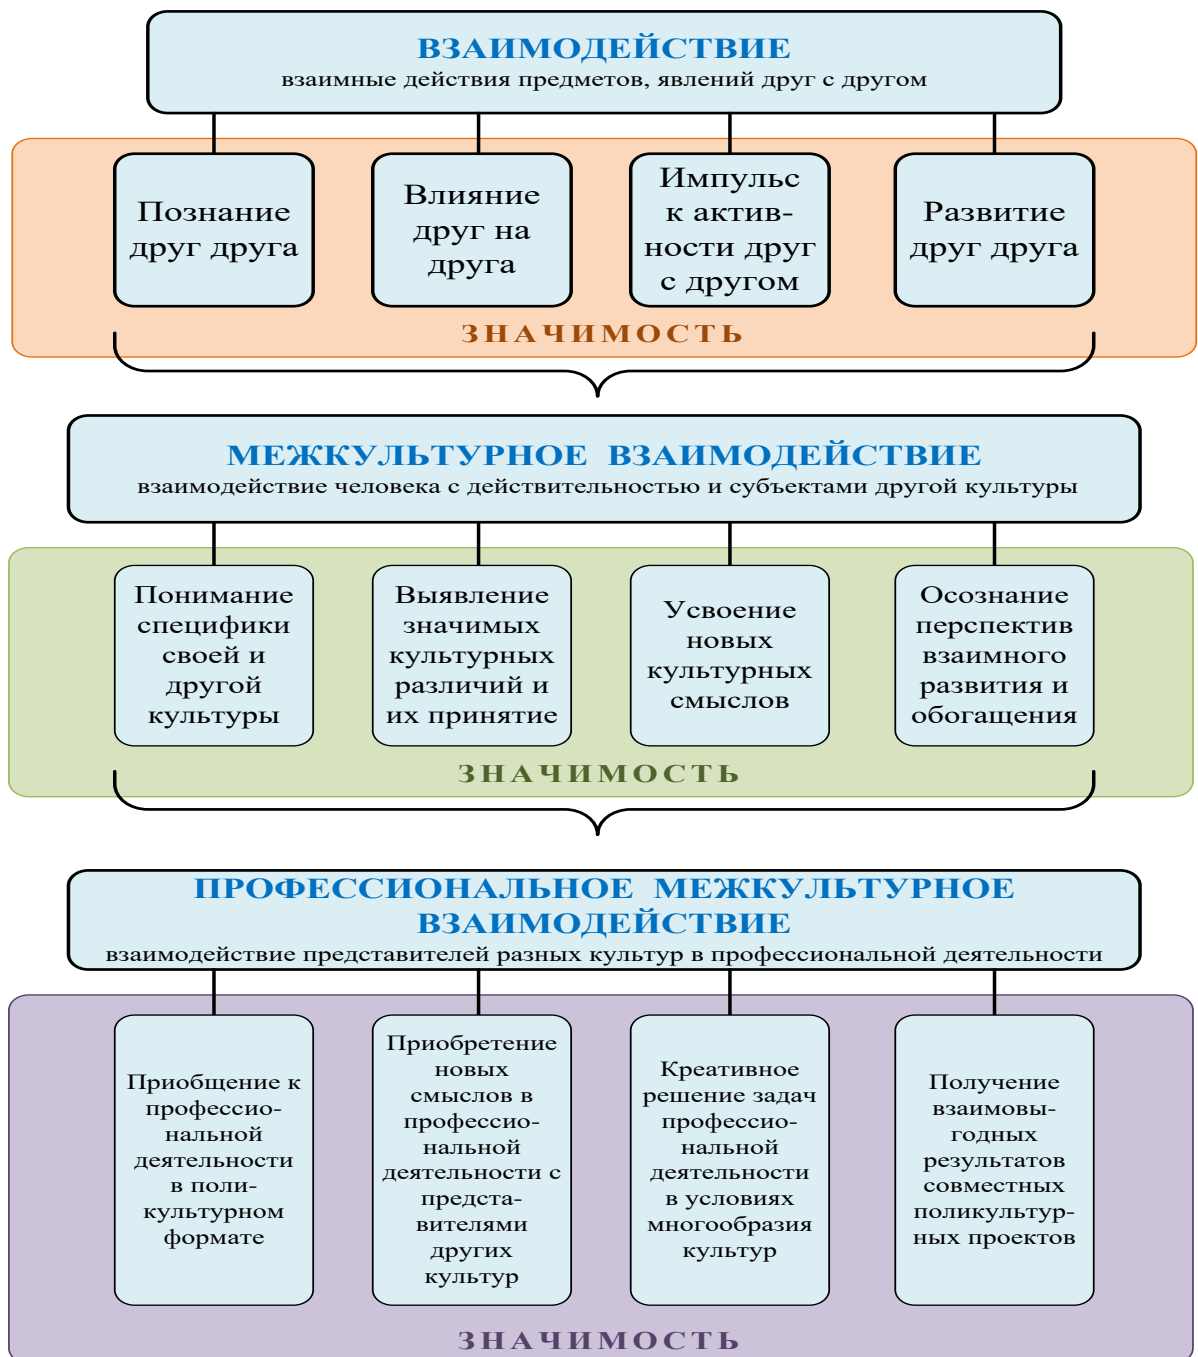 ВЗАИМОДЕЙСТВИЕ
взаимные действия предметов, явлений друг с другом
Познание
друг друга
Влияние
друг на
друга
Импульс
к актив-
ности друг
с другом
Развитие
друг друга
ЗНАЧИМОСТЬ
МЕЖКУЛЬТУРНОЕ ВЗАИМОДЕЙСТВИЕ
взаимодействие человека с действительностью и субъектами другой культуры
Понимание
специфики
своей и
другой
культуры
Выявление
значимых
культурных
различий и
их принятие
Усвоение
новых
культурных
смыслов
Осознание
перспектив
взаимного
развития и
обогащения
ЗНАЧИМОСТЬ
ПРОФЕССИОНАЛЬНОЕ МЕЖКУЛЬТУРНОЕ
ВЗАИМОДЕЙСТВИЕ
взаимодействие представителей разных культур в профессиональной деятельности
Приобщение к
профессио-
нальной
деятельности
в поли-
культурном
формате
Приобретение
новых
смыслов в
профессио-
нальной
деятельности с
предста-
вителями
других
культур
Креативное
решение задач
профессио-
нальной
деятельности
в условиях
многообразия
культур
Получение
взаимовы-
годных
результатов
совместных
поликультур-
ных проектов
ЗНАЧИМОСТЬ